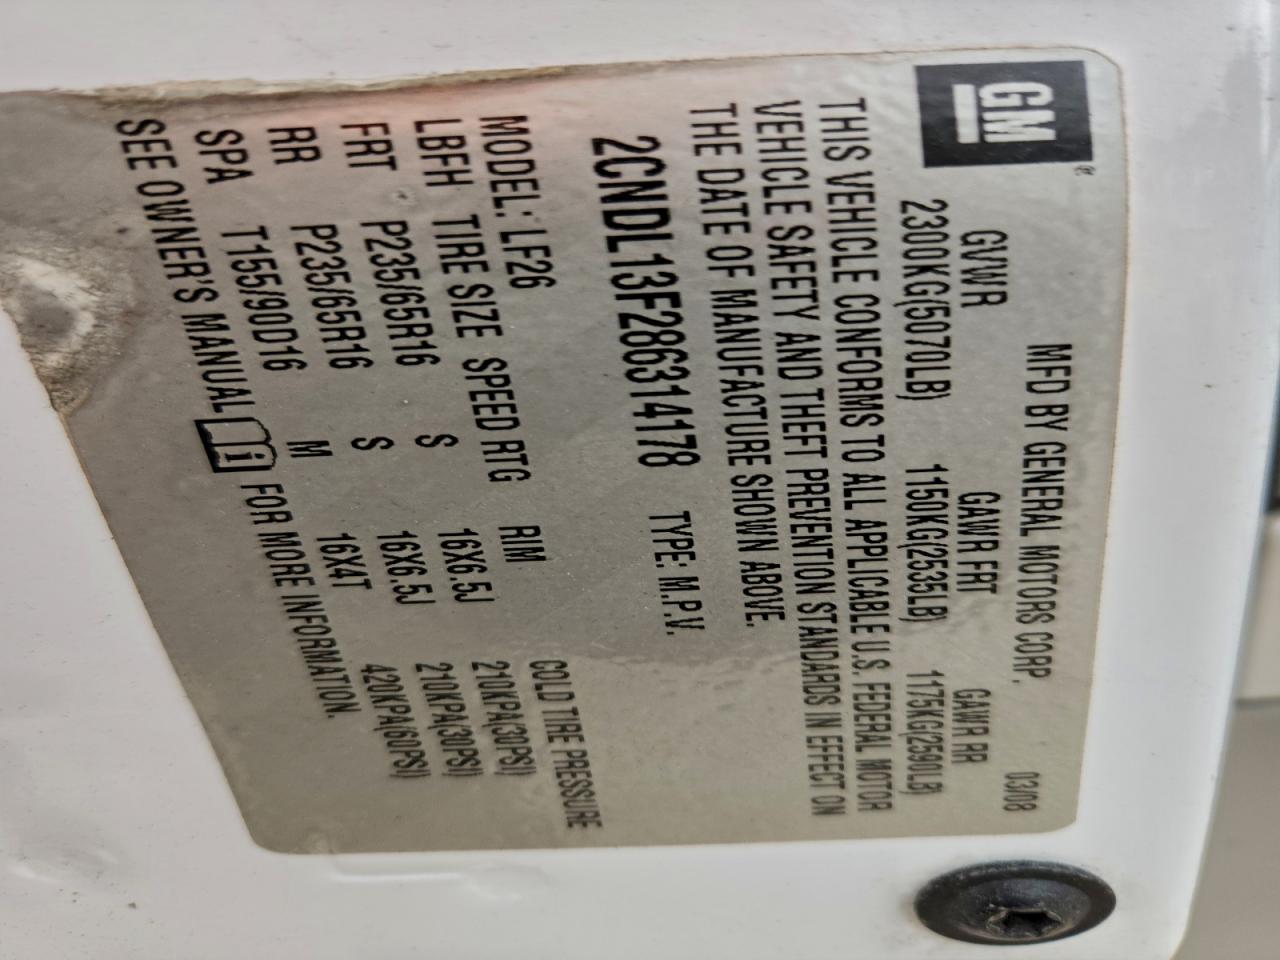 GM®
MFD BY GENERAL MOTORS CORP. 03/08
GVWR GAWR FRT GAWR RR
2300KG(5070LB) 1150KG(2535LB) 1175KG(2590LB)
THIS VEHICLE CONFORMS TO ALL APPLICABLE U.S. FEDERAL MOTOR
VEHICLE SAFETY AND THEFT PREVENTION STANDARDS IN EFFECT ON
THE DATE OF MANUFACTURE SHOWN ABOVE.
2CNDL13F286314178 TYPE: M.P.V.
MODEL: LF26
COLD TIRE PRESSURE
LBFH TIRE SIZE SPEED RTG RIM
FRT P235/65R16 S 16X6.5J 210KPA(30PSI)
RR P235/65R16 S 16X6.5J 210KPA(30PSI)
SPA T155/90D16 M 16X4T 420KPA(60PSI)
SEE OWNER'S MANUAL i FOR MORE INFORMATION.